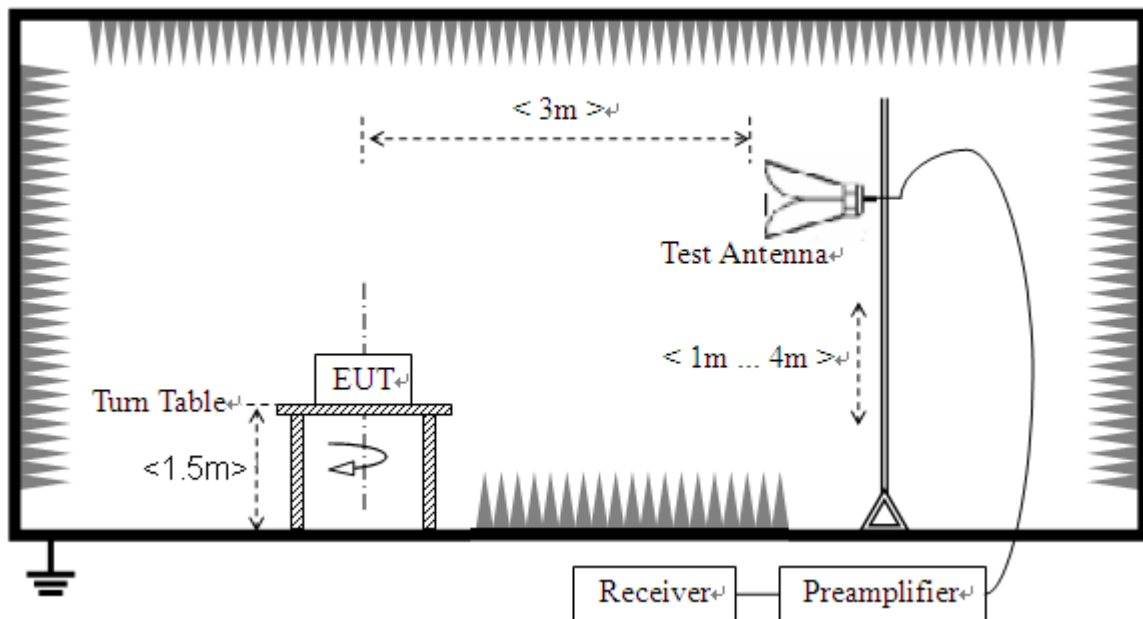 < 3m >↵
Test Antenna↵
< 1m ... 4m >↵
EUT↵
Turn Table↵
<1.5m>
Receiver↵
Preamplifier↵